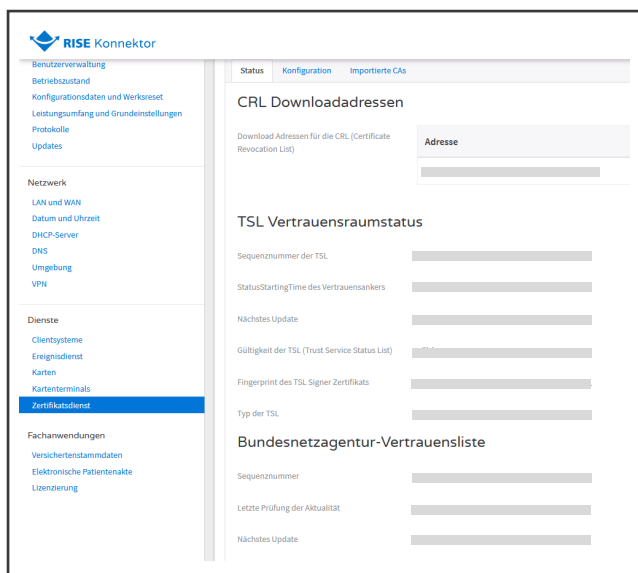 RISE Konnektor
Benutzerverwaltung
Betriebszustand
Konfigurationsdaten und Werksreset
Leistungsumfang und Grundeinstellungen
Protokolle
Updates
Netzwerk
LAN und WAN
Datum und Uhrzeit
DHCP-Server
DNS
Umgebung
VPN
Dienste
Clientsysteme
Ereignisdienst
Karten
Kartenterminals
Zertifikatsdienst
Fachanwendungen
Versichertenstammdaten
Elektronische Patientenakte
Lizenzierung
Status Konfiguration Importierte CAs
CRL Downloadadressen
Download Adressen für die CRL (Certificate
Revocation List)
Adresse
TSL Vertrauensraumstatus
Sequenznummer der TSL
StatusStartingTime des Vertrauensankers
Nächstes Update
Gültigkeit der TSL (Trust Service Status List)
Fingerprint des TSL Signer Zertifikats
Typ der TSL
Bundesnetzagentur-Vertrauensliste
Sequenznummer
Letzte Prüfung der Aktualität
Nächstes Update